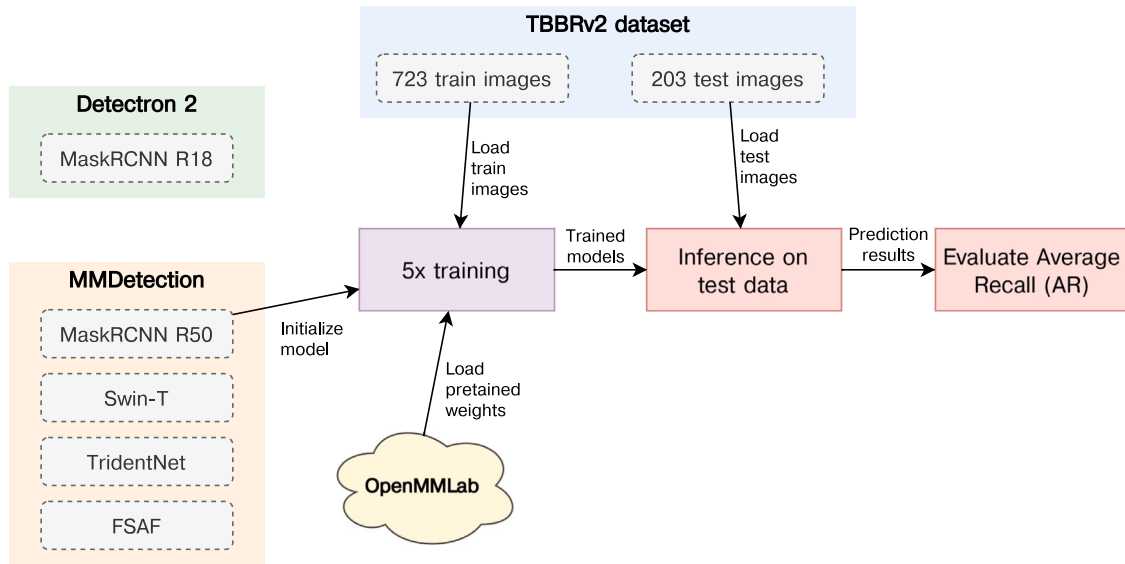 TBBRv2 dataset
723 train images
203 test images
Detectron 2
MaskRCNN R18
Load
train
images
Load
test
images
MMDetection
MaskRCNN R50
Swin-T
TridentNet
FSAF
Initialize
model
5x training
Trained
models
Inference on
test data
Prediction
results
Evaluate Average
Recall (AR)
Load
pretained
weights
OpenMMLab